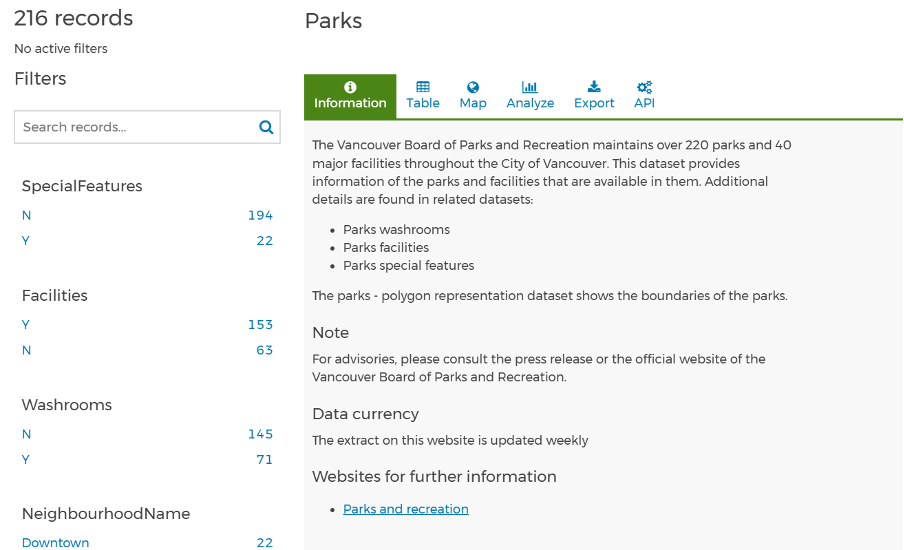 216 records
No active filters
Filters
Search records...
SpecialFeatures
N 194
Y 22
Facilities
Y 153
N 63
Washrooms
N 145
Y 71
NeighbourhoodName
Downtown 22
Parks
Information Table Map Analyze Export API
The Vancouver Board of Parks and Recreation maintains over 220 parks and 40
major facilities throughout the City of Vancouver. This dataset provides
information of the parks and facilities that are available in them. Additional
details are found in related datasets:
• Parks washrooms
• Parks facilities
• Parks special features
The parks - polygon representation dataset shows the boundaries of the parks.
Note
For advisories, please consult the press release or the official website of the
Vancouver Board of Parks and Recreation.
Data currency
The extract on this website is updated weekly
Websites for further information
• Parks and recreation